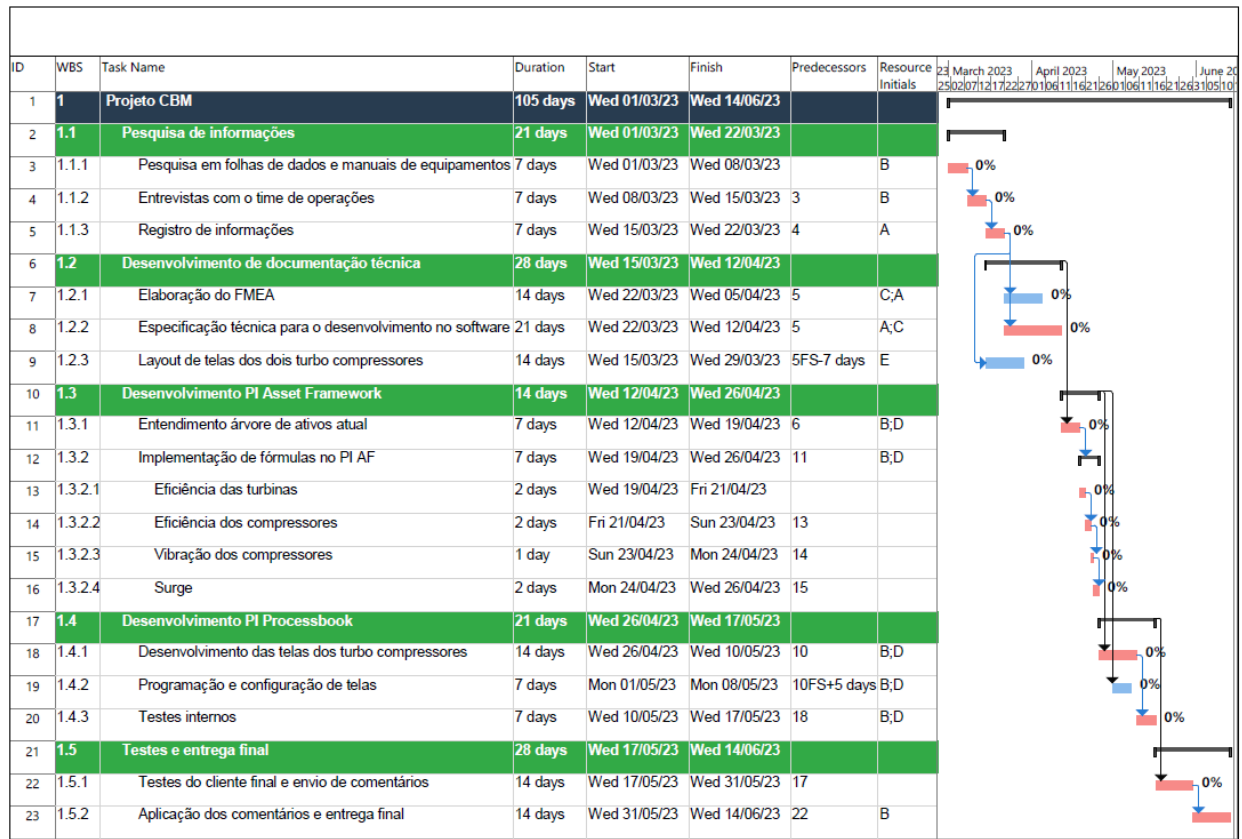 ID WBS Task Name Duration Start Finish Predecessors Resource Initials 23 March 2023 April 2023 May 2023 June 20
25 02 07 12 17 22 27 01 06 11 16 21 26 01 06 11 16 21 26 31 05 10
1 1 Projeto CBM 105 days Wed 01/03/23 Wed 14/06/23
2 1.1 Pesquisa de informações 21 days Wed 01/03/23 Wed 22/03/23
3 1.1.1 Pesquisa em folhas de dados e manuais de equipamentos 7 days Wed 01/03/23 Wed 08/03/23 B 0%
4 1.1.2 Entrevistas com o time de operações 7 days Wed 08/03/23 Wed 15/03/23 3 B 0%
5 1.1.3 Registro de informações 7 days Wed 15/03/23 Wed 22/03/23 4 A 0%
6 1.2 Desenvolvimento de documentação técnica 28 days Wed 15/03/23 Wed 12/04/23
7 1.2.1 Elaboração do FMEA 14 days Wed 22/03/23 Wed 05/04/23 5 C;A 0%
8 1.2.2 Especificação técnica para o desenvolvimento no software 21 days Wed 22/03/23 Wed 12/04/23 5 A;C 0%
9 1.2.3 Layout de telas dos dois turbo compressores 14 days Wed 15/03/23 Wed 29/03/23 5FS-7 days E 0%
10 1.3 Desenvolvimento PI Asset Framework 14 days Wed 12/04/23 Wed 26/04/23
11 1.3.1 Entendimento árvore de ativos atual 7 days Wed 12/04/23 Wed 19/04/23 6 B;D 0%
12 1.3.2 Implementação de fórmulas no PI AF 7 days Wed 19/04/23 Wed 26/04/23 11 B;D
13 1.3.2.1 Eficiência das turbinas 2 days Wed 19/04/23 Fri 21/04/23 0%
14 1.3.2.2 Eficiência dos compressores 2 days Fri 21/04/23 Sun 23/04/23 13 0%
15 1.3.2.3 Vibração dos compressores 1 day Sun 23/04/23 Mon 24/04/23 14 0%
16 1.3.2.4 Surge 2 days Mon 24/04/23 Wed 26/04/23 15 0%
17 1.4 Desenvolvimento PI Processbook 21 days Wed 26/04/23 Wed 17/05/23
18 1.4.1 Desenvolvimento das telas dos turbo compressores 14 days Wed 26/04/23 Wed 10/05/23 10 B;D 0%
19 1.4.2 Programação e configuração de telas 7 days Mon 01/05/23 Mon 08/05/23 10FS+5 days B;D 0%
20 1.4.3 Testes internos 7 days Wed 10/05/23 Wed 17/05/23 18 B;D 0%
21 1.5 Testes e entrega final 28 days Wed 17/05/23 Wed 14/06/23
22 1.5.1 Testes do cliente final e envio de comentários 14 days Wed 17/05/23 Wed 31/05/23 17 0%
23 1.5.2 Aplicação dos comentários e entrega final 14 days Wed 31/05/23 Wed 14/06/23 22 B